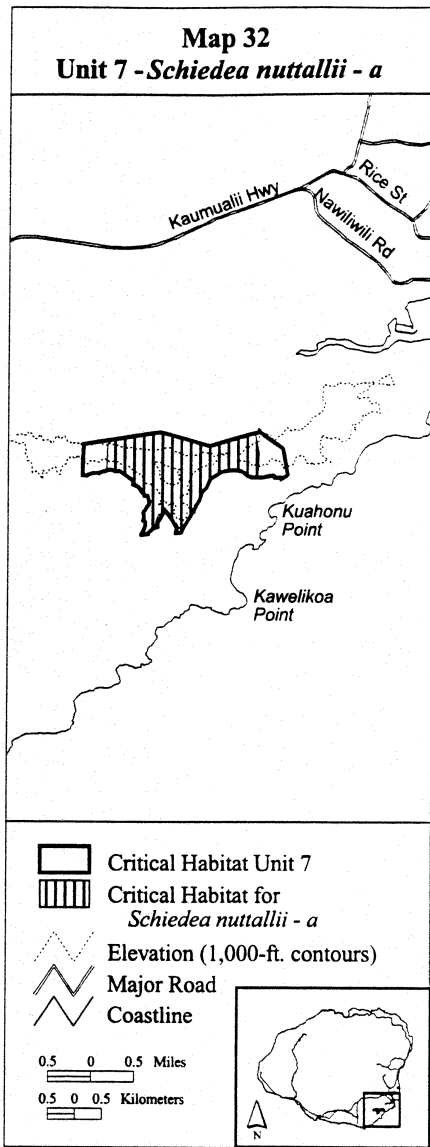 Map 32
Unit 7 - Schiedea nuttallii - a
Rice St
Kaumualii Hwy
Nawiliwili Rd
Kuahonu
Point
Kawelikoa
Point
Critical Habitat Unit 7
Critical Habitat for
Schiedea nuttallii - a
Elevation (1,000-ft. contours)
Major Road
Coastline
0.5 0 0.5 Miles
0.5 0 0.5 Kilometers
N